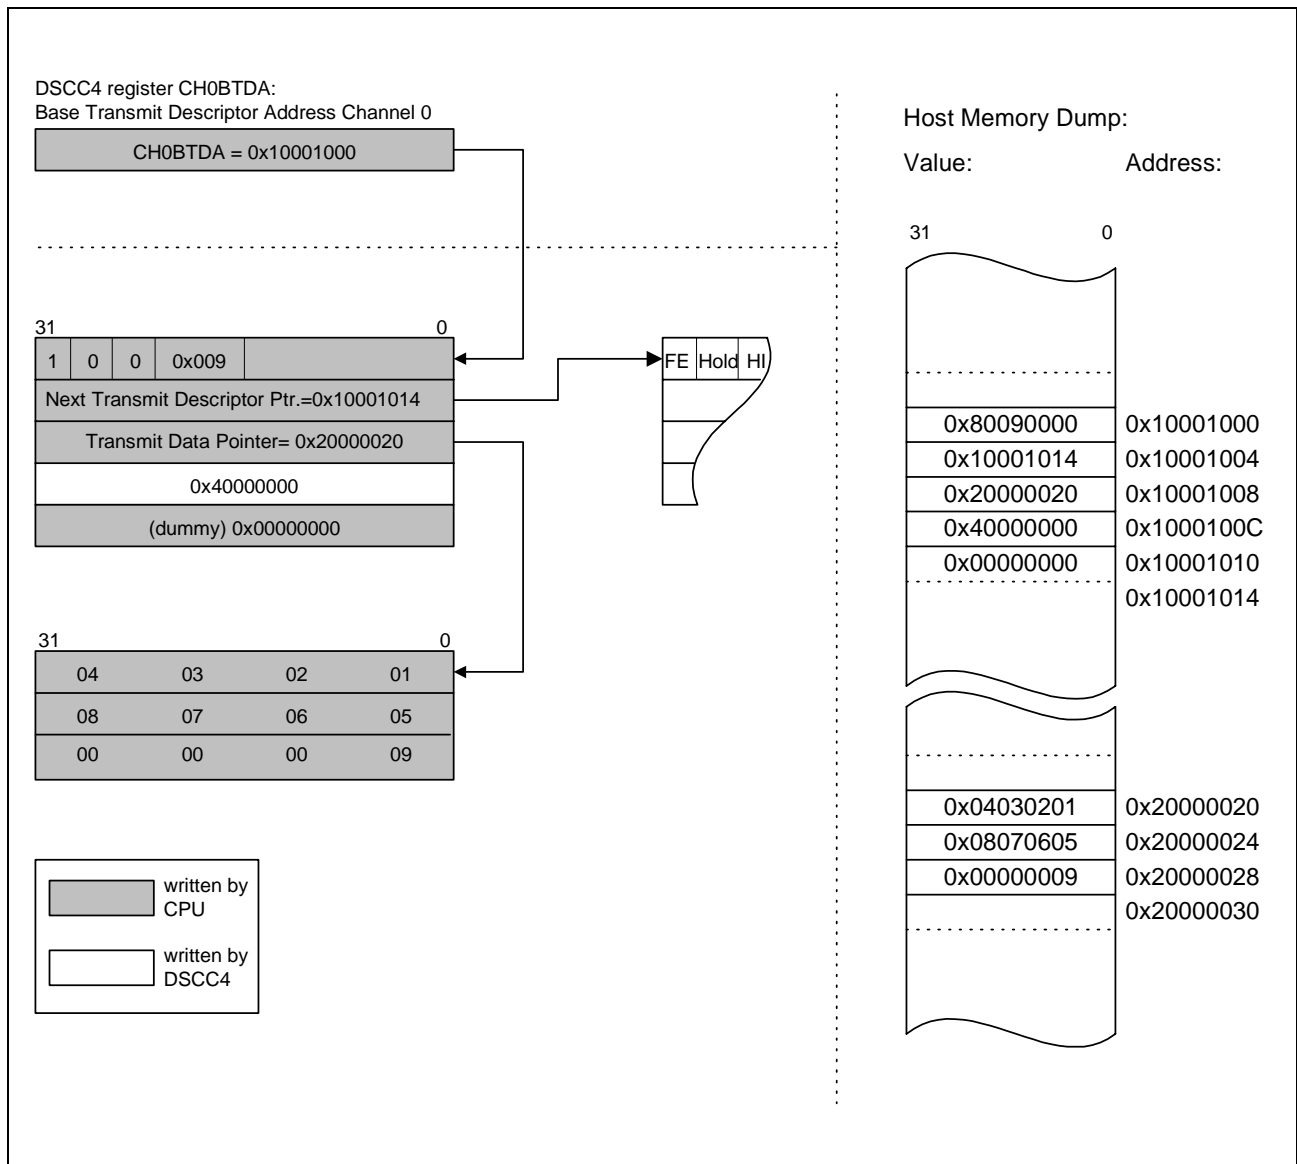 DSCC4 register CH0BTDA:
Base Transmit Descriptor Address Channel 0
CH0BTDA = 0x10001000
31 0
1 0 0 0x009
Next Transmit Descriptor Ptr.=0x10001014
Transmit Data Pointer= 0x20000020
0x40000000
(dummy) 0x00000000
FE Hold HI
31 0
04 03 02 01
08 07 06 05
00 00 00 09
written by
CPU
written by
DSCC4
Host Memory Dump:
Value: Address:
31 0
0x80090000 0x10001000
0x10001014 0x10001004
0x20000020 0x10001008
0x40000000 0x1000100C
0x00000000 0x10001010
0x10001014
0x04030201 0x20000020
0x08070605 0x20000024
0x00000009 0x20000028
0x20000030